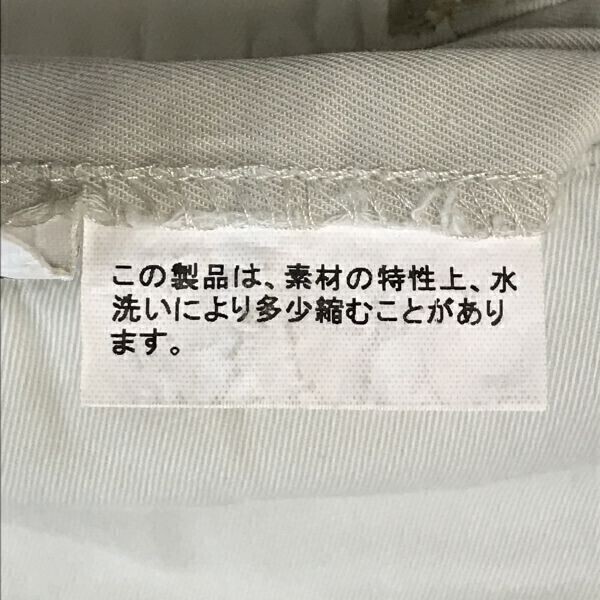 この製品は、素材の特性上、水
洗いにより多少縮むことがあり
ます。